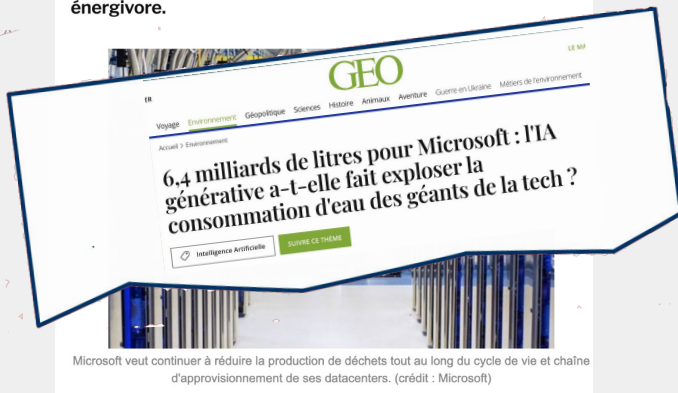 énergivore.
GEO
ER
LE MA
Voyage Environnement Géopolitique Sciences Histoire Animaux Aventure Guerre en Ukraine Métiers de l'environnement
Accueil > Environnement
6,4 milliards de litres pour Microsoft : l'IA
générative a-t-elle fait exploser la
consommation d'eau des géants de la tech ?
Intelligence Artificielle
SUIVRE CE THÈME
Microsoft veut continuer à réduire la production de déchets tout au long du cycle de vie et chaîne
d'approvisionnement de ses datacenters. (crédit : Microsoft)